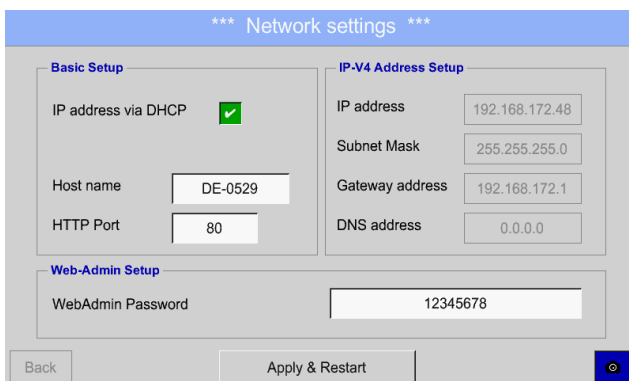 *** Network settings ***
Basic Setup
IP address via DHCP
Host name DE-0529
HTTP Port 80
IP-V4 Address Setup
IP address 192.168.172.48
Subnet Mask 255.255.255.0
Gateway address 192.168.172.1
DNS address 0.0.0.0
Web-Admin Setup
WebAdmin Password 12345678
Back Apply & Restart